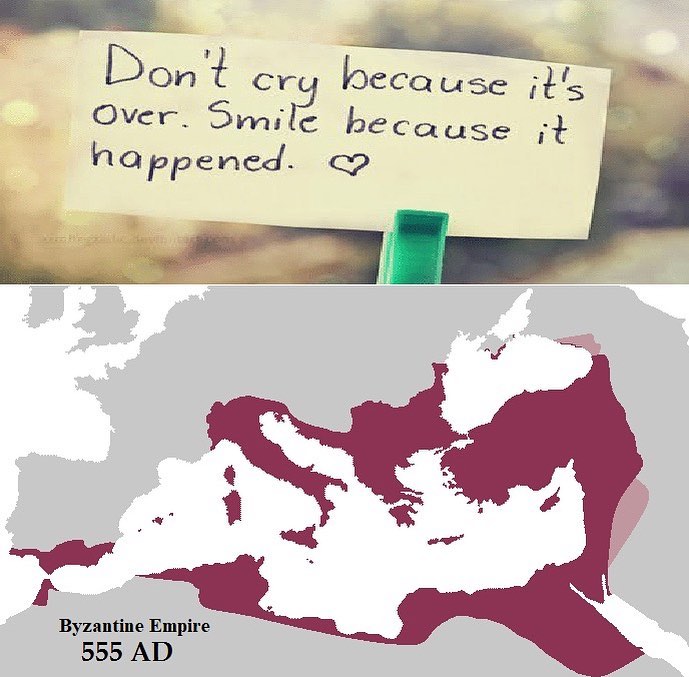 Don't cry because it's
over. Smile because it
happened. ♡
Byzantine Empire
555 AD